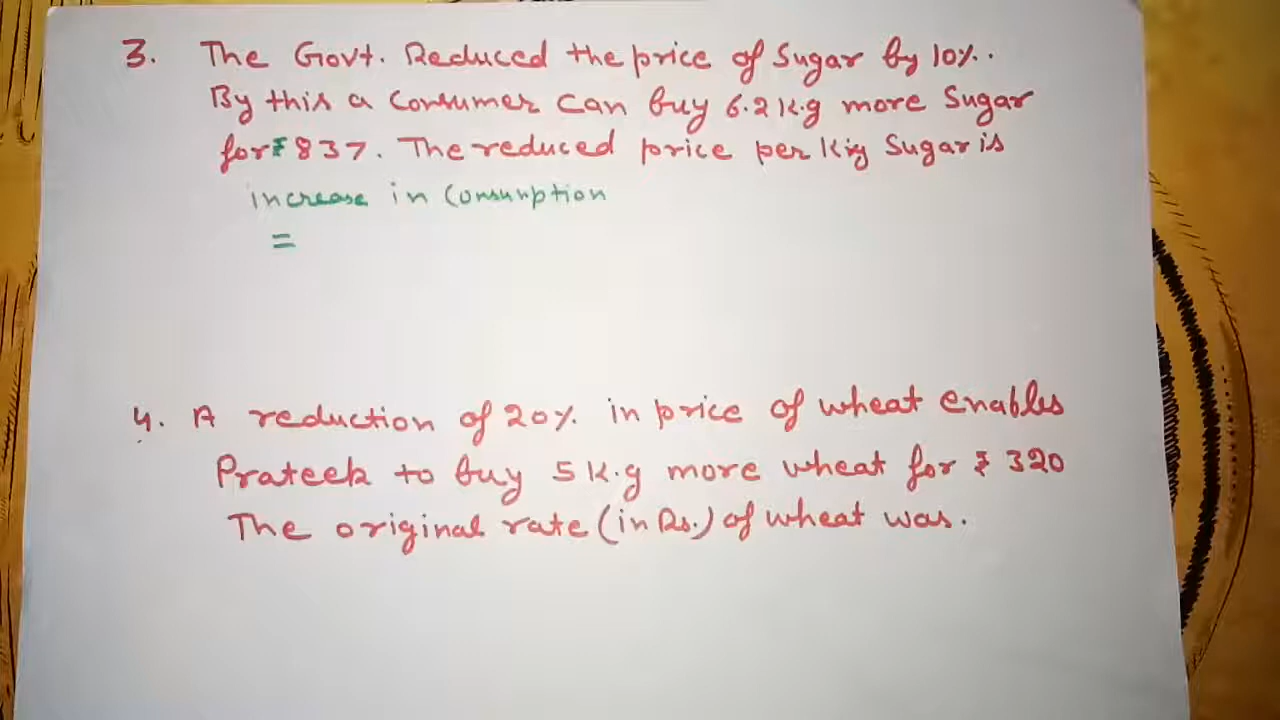 3. The Govt. Reduced the price of Sugar by 10%.
By this a Consumer Can buy 6.2 K.g more Sugar
for ₹ 837. The reduced price per Kg Sugar is
increase in Consumption
=
4. A reduction of 20% in price of wheat enables
Prateek to buy 5 K.g more wheat for ₹ 320
The original rate (in Rs.) of wheat was.